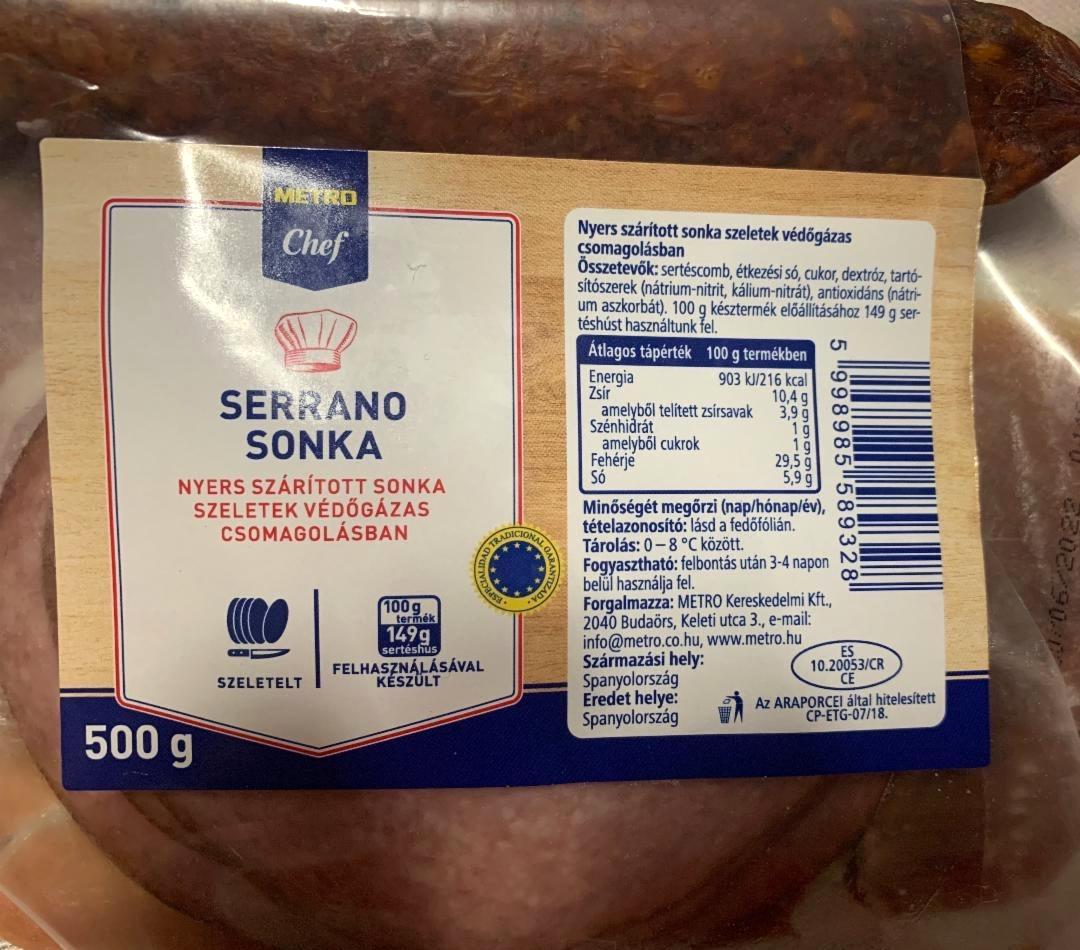 METRO
Chef
SERRANO
SONKA
NYERS SZÁRÍTOTT SONKA
SZELETEK VÉDŐGÁZAS
CSOMAGOLÁSBAN
SZELETELT
100 g
termék
149g
sertéshús
FELHASZNÁLÁSÁVAL
KÉSZÜLT
500 g
ESPECIALIDAD TRADICIONAL GARANTIZADA
Nyers szárított sonka szeletek védőgázas
csomagolásban
Összetevők: sertéscomb, étkezési só, cukor, dextróz, tartó-
sítószerek (nátrium-nitrit, kálium-nitrát), antioxidáns (nátri-
um aszkorbát). 100 g késztermék előállításához 149 g ser-
téshúst használtunk fel.
Átlagos tápérték 100 g termékben
Energia 903 kJ/216 kcal
Zsír 10,4 g
amelyből telített zsírsavak 3,9 g
Szénhidrát 1 g
amelyből cukrok 1 g
Fehérje 29,5 g
Só 5,9 g
5 998985 589328
Minőségét megőrzi (nap/hónap/év),
tételazonosító: lásd a fedőfólián.
Tárolás: 0 – 8 °C között.
Fogyasztható: felbontás után 3-4 napon
belül használja fel.
Forgalmazza: METRO Kereskedelmi Kft.,
2040 Budaörs, Keleti utca 3., e-mail:
info@metro.co.hu, www.metro.hu
Származási hely:
Spanyolország
Eredet helye:
Spanyolország
ES
10.20053/CR
CE
Az ARAPORCEI által hitelesített
CP-ETG-07/18.